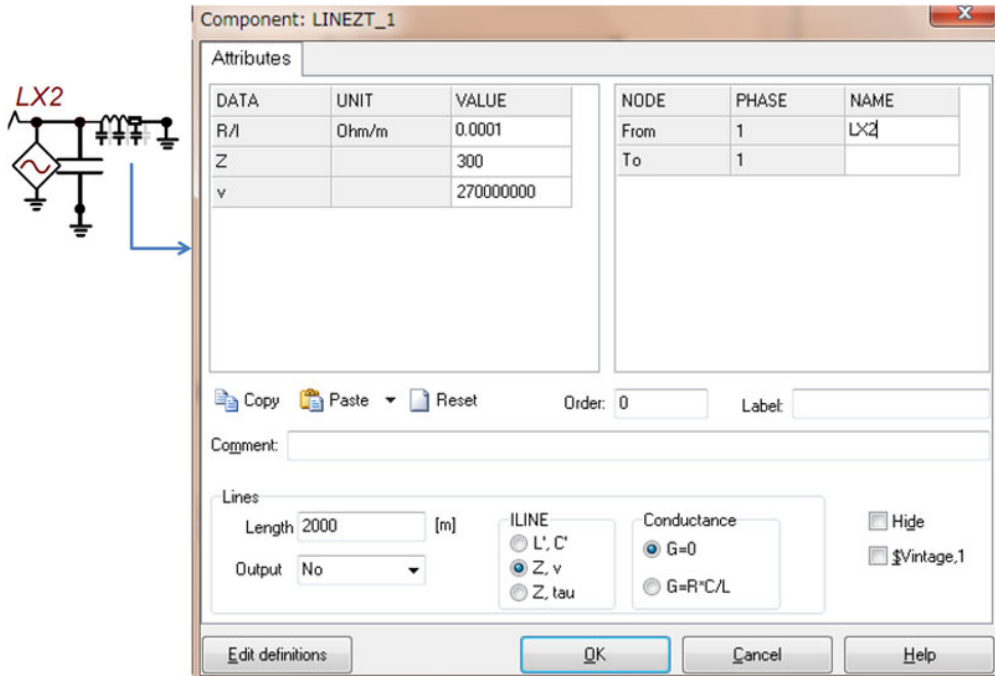 Component: LINEZT_1
X
Attributes
LX2
DATA UNIT VALUE
R/l Ohm/m 0.0001
Z 300
v 270000000
NODE PHASE NAME
From 1 LX2
To 1
Copy Paste Reset Order: 0 Label:
Comment:
Lines
Length 2000 [m]
Output No
ILINE
L', C'
Z, v
Z, tau
Conductance
G=0
G=R*C/L
Hide
$Vintage,1
Edit definitions OK Cancel Help